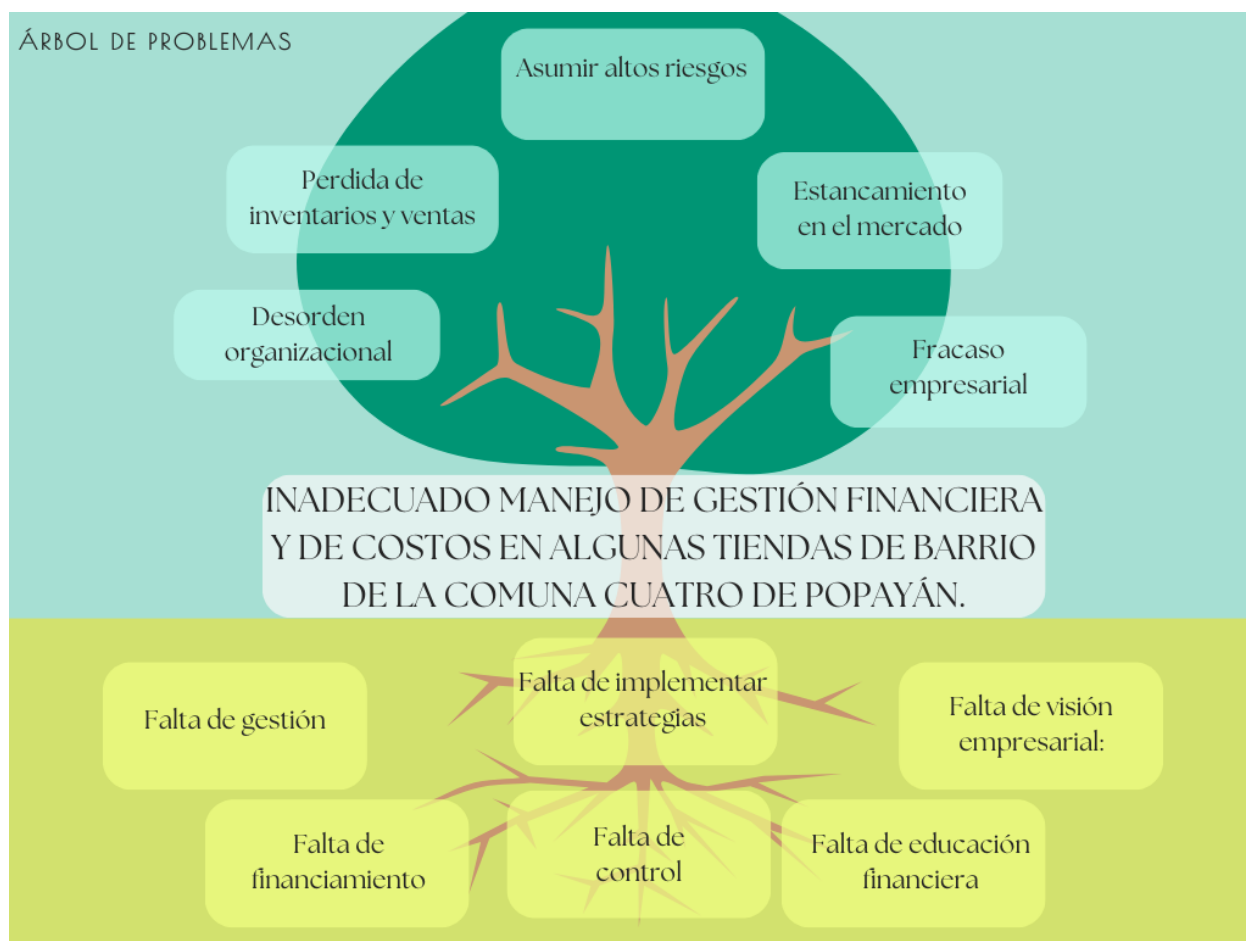 ÁRBOL DE PROBLEMAS
Asumir altos riesgos
Perdida de
inventarios y ventas
Estancamiento
en el mercado
Desorden
organizacional
Fracaso
empresarial
INADECUADO MANEJO DE GESTIÓN FINANCIERA
Y DE COSTOS EN ALGUNAS TIENDAS DE BARRIO
DE LA COMUNA CUATRO DE POPAYÁN.
Falta de gestión
Falta de implementar
estrategias
Falta de visión
empresarial:
Falta de
financiamiento
Falta de
control
Falta de educación
financiera